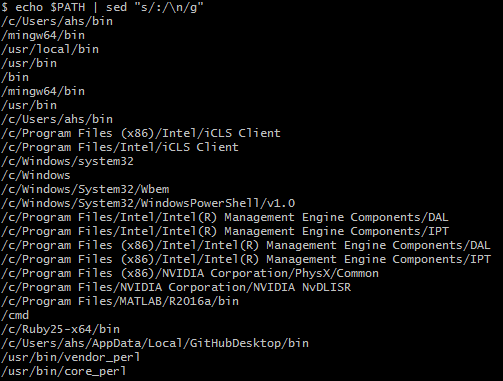 $ echo $PATH | sed "s/:/\n/g"
/c/Users/ahs/bin
/mingw64/bin
/usr/local/bin
/usr/bin
/bin
/mingw64/bin
/usr/bin
/c/Users/ahs/bin
/c/Program Files (x86)/Intel/iCLS Client
/c/Program Files/Intel/iCLS Client
/c/Windows/system32
/c/Windows
/c/Windows/System32/Wbem
/c/Windows/System32/WindowsPowerShell/v1.0
/c/Program Files/Intel/Intel(R) Management Engine Components/DAL
/c/Program Files/Intel/Intel(R) Management Engine Components/IPT
/c/Program Files (x86)/Intel/Intel(R) Management Engine Components/DAL
/c/Program Files (x86)/Intel/Intel(R) Management Engine Components/IPT
/c/Program Files (x86)/NVIDIA Corporation/PhysX/Common
/c/Program Files/NVIDIA Corporation/NVIDIA NvDLISR
/c/Program Files/MATLAB/R2016a/bin
/cmd
/c/Ruby25-x64/bin
/c/Users/ahs/AppData/Local/GitHubDesktop/bin
/usr/bin/vendor_perl
/usr/bin/core_perl